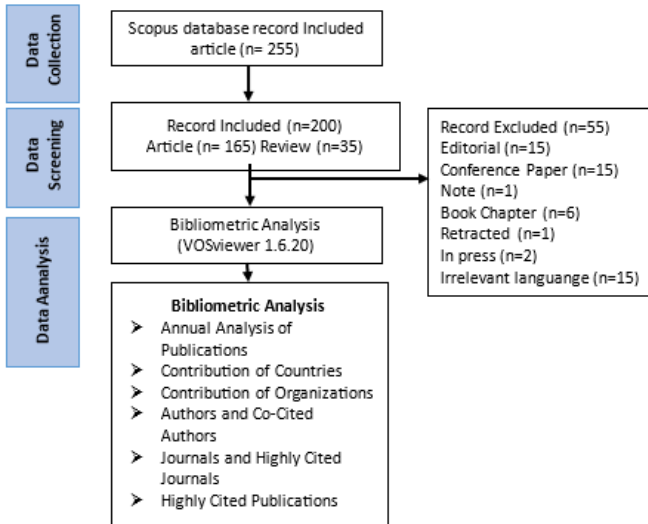 Data
Collection
Scopus database record Included
article (n= 255)
Data
Screening
Record Included (n=200)
Article (n= 165) Review (n=35)
Record Excluded (n=55)
Editorial (n=15)
Conference Paper (n=15)
Note (n=1)
Book Chapter (n=6)
Retracted (n=1)
In press (n=2)
Irrelevant languange (n=15)
Data Aanalysis
Bibliometric Analysis
(VOSviewer 1.6.20)
Bibliometric Analysis
➢ Annual Analysis of
Publications
➢ Contribution of Countries
➢ Contribution of Organizations
➢ Authors and Co-Cited
Authors
➢ Journals and Highly Cited
Journals
➢ Highly Cited Publications